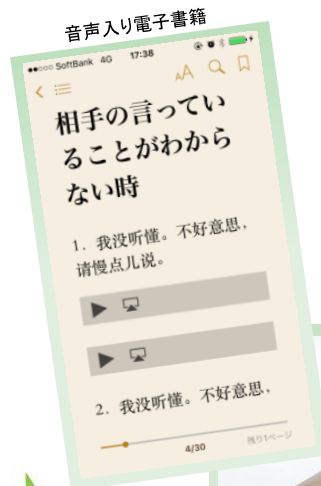 音声入り電子書籍
SoftBank 4G 17:38
AA
相手の言ってい
ることがわから
ない時
1．我没听懂。不好意思，
请慢点儿说。
2．我没听懂。不好意思，
4/30
残り1ページ